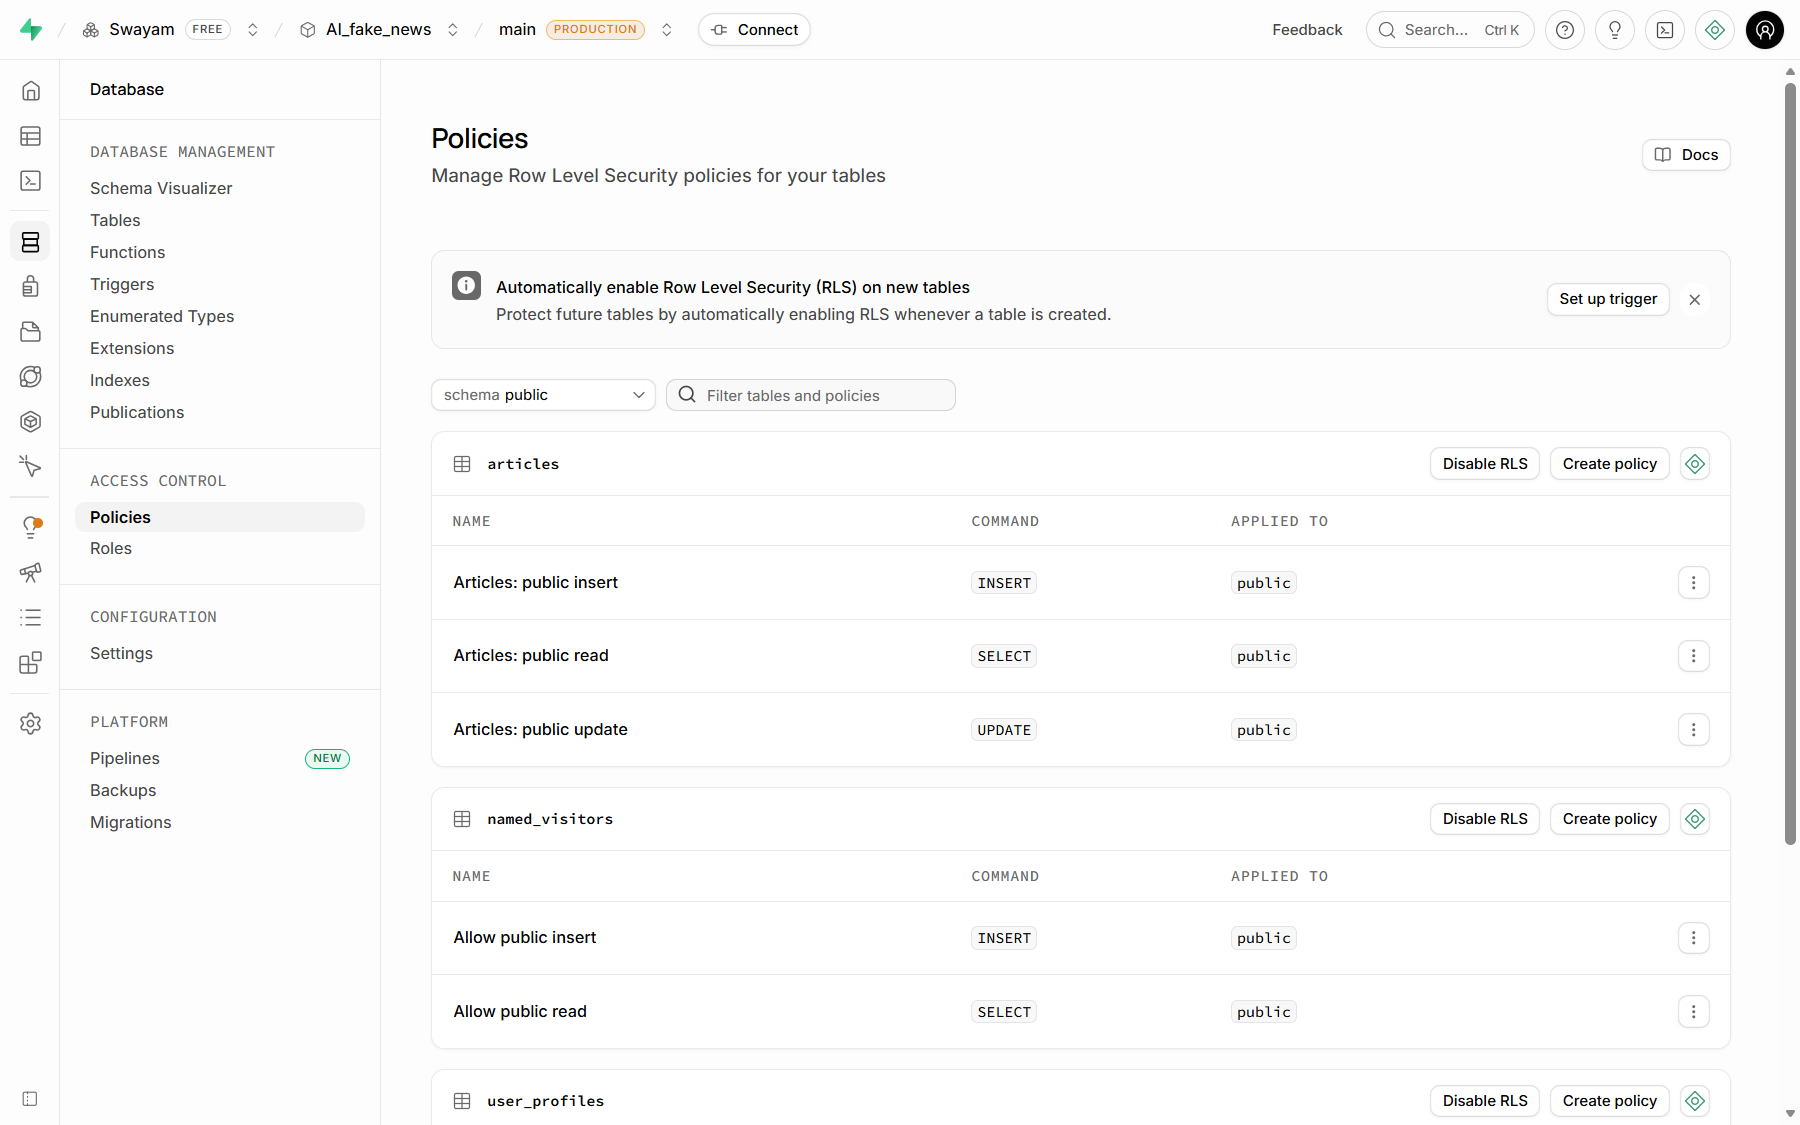 Swayam FREE AI_fake_news main PRODUCTION Connect Feedback Search... Ctrl K
Database
DATABASE MANAGEMENT
Schema Visualizer
Tables
Functions
Triggers
Enumerated Types
Extensions
Indexes
Publications
ACCESS CONTROL
Policies
Roles
CONFIGURATION
Settings
PLATFORM
Pipelines NEW
Backups
Migrations
Policies
Manage Row Level Security policies for your tables
Docs
Automatically enable Row Level Security (RLS) on new tables
Protect future tables by automatically enabling RLS whenever a table is created.
Set up trigger
schema public Filter tables and policies
articles Disable RLS Create policy
NAME COMMAND APPLIED TO
Articles: public insert INSERT public
Articles: public read SELECT public
Articles: public update UPDATE public
named_visitors Disable RLS Create policy
NAME COMMAND APPLIED TO
Allow public insert INSERT public
Allow public read SELECT public
user_profiles Disable RLS Create policy